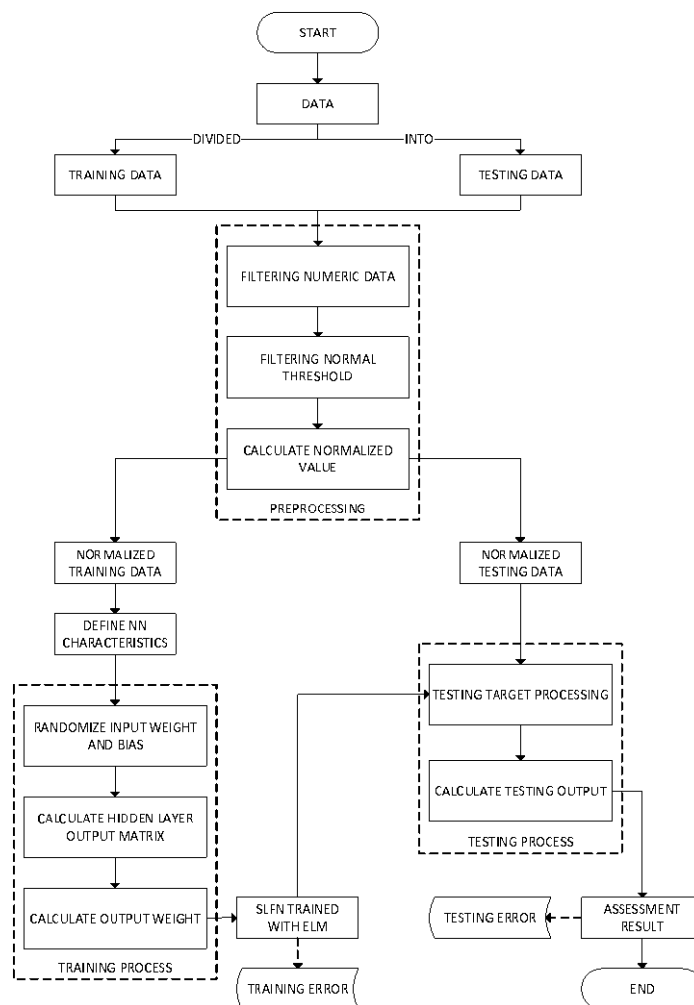 START
DATA
DIVIDED
INTO
TRAINING DATA
TESTING DATA
FILTERING NUMERIC DATA
FILTERING NORMAL
THRESHOLD
CALCULATE NORMALIZED
VALUE
PREPROCESSING
NORMALIZED
TRAINING DATA
NORMALIZED
TESTING DATA
DEFINE NN
CHARACTERISTICS
RANDOMIZE INPUT WEIGHT
AND BIAS
CALCULATE HIDDEN LAYER
OUTPUT MATRIX
CALCULATE OUTPUT WEIGHT
TRAINING PROCESS
TESTING TARGET PROCESSING
CALCULATE TESTING OUTPUT
TESTING PROCESS
SLFN TRAINED
WITH ELM
TRAINING ERROR
TESTING ERROR
ASSESSMENT
RESULT
END